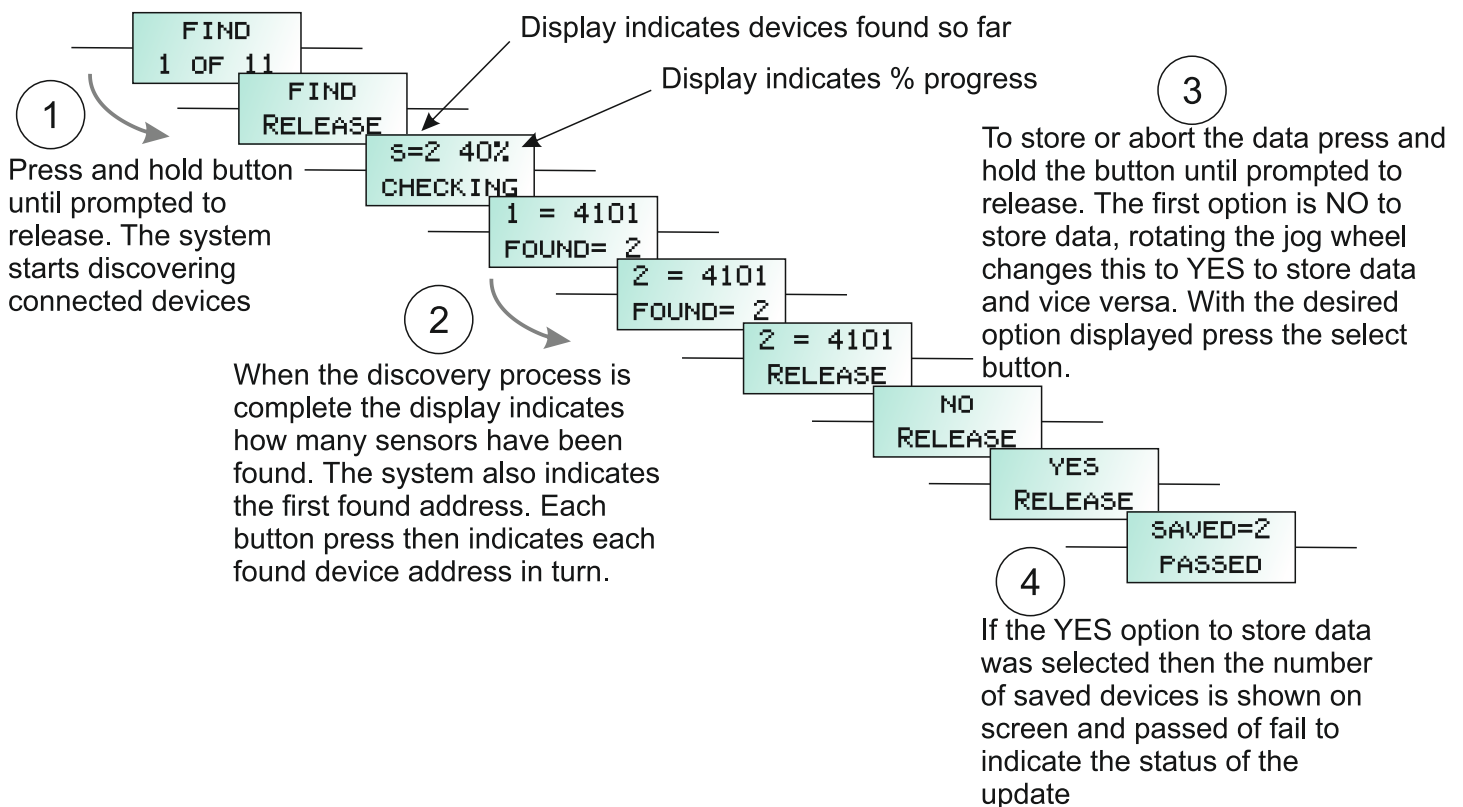 FIND
1 OF 11
FIND
RELEASE
s=2 40%
CHECKING
1 = 4101
FOUND= 2
2 = 4101
FOUND= 2
2 = 4101
RELEASE
NO
RELEASE
YES
RELEASE
SAVED=2
PASSED
Display indicates devices found so far
Display indicates % progress
1
Press and hold button
until prompted to
release. The system
starts discovering
connected devices
2
When the discovery process is
complete the display indicates
how many sensors have been
found. The system also indicates
the first found address. Each
button press then indicates each
found device address in turn.
3
To store or abort the data press and
hold the button until prompted to
release. The first option is NO to
store data, rotating the jog wheel
changes this to YES to store data
and vice versa. With the desired
option displayed press the select
button.
4
If the YES option to store data
was selected then the number
of saved devices is shown on
screen and passed of fail to
indicate the status of the
update